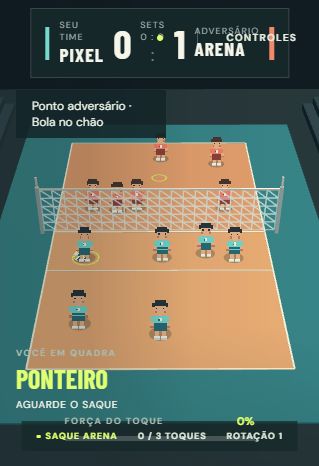 SEU TIME
PIXEL
0
SETS
0 :
:
1
ADVERSÁRIO
ARENA
CONTROLES
Ponto adversário ·
Bola no chão
VOCÊ EM QUADRA
PONTEIRO
AGUARDE O SAQUE
FORÇA DO TOQUE
0%
SAQUE ARENA
0 / 3 TOQUES
ROTAÇÃO 1